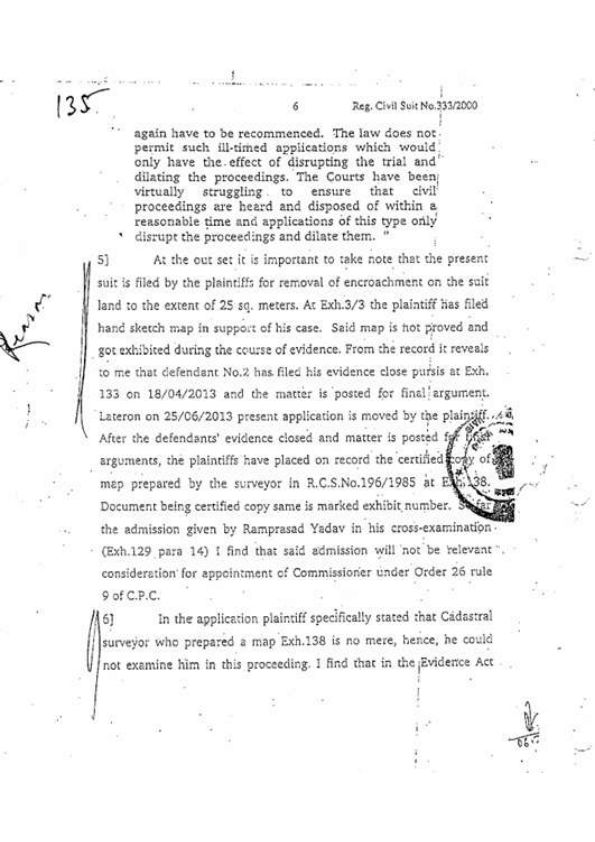 135
6 Reg. Civil Suit No.333/2000
again have to be recommenced. The law does not
permit such ill-timed applications which would
only have the effect of disrupting the trial and
dilating the proceedings. The Courts have been
virtually struggling to ensure that civil
proceedings are heard and disposed of within a
reasonable time and applications of this type only
disrupt the proceedings and dilate them. "
5] At the out set it is important to take note that the present
suit is filed by the plaintiffs for removal of encroachment on the suit
land to the extent of 25 sq. meters. At Exh.3/3 the plaintiff has filed
hand sketch map in support of his case. Said map is not proved and
Reason
got exhibited during the course of evidence. From the record it reveals
to me that defendant No.2 has filed his evidence close pursis at Exh.
133 on 18/04/2013 and the matter is posted for final argument.
Lateron on 25/06/2013 present application is moved by the plaintiff.
After the defendants' evidence closed and matter is posted for final
arguments, the plaintiffs have placed on record the certified copy of
map prepared by the surveyor in R.C.S.No.196/1985 at Exh.138.
Document being certified copy same is marked exhibit number. So far
the admission given by Ramprasad Yadav in his cross-examination
(Exh.129 para 14) I find that said admission will not be relevant
consideration for appointment of Commissioner under Order 26 rule
9 of C.P.C.
6] In the application plaintiff specifically stated that Cadastral
surveyor who prepared a map Exh.138 is no mere, hence, he could
not examine him in this proceeding. I find that in the Evidence Act